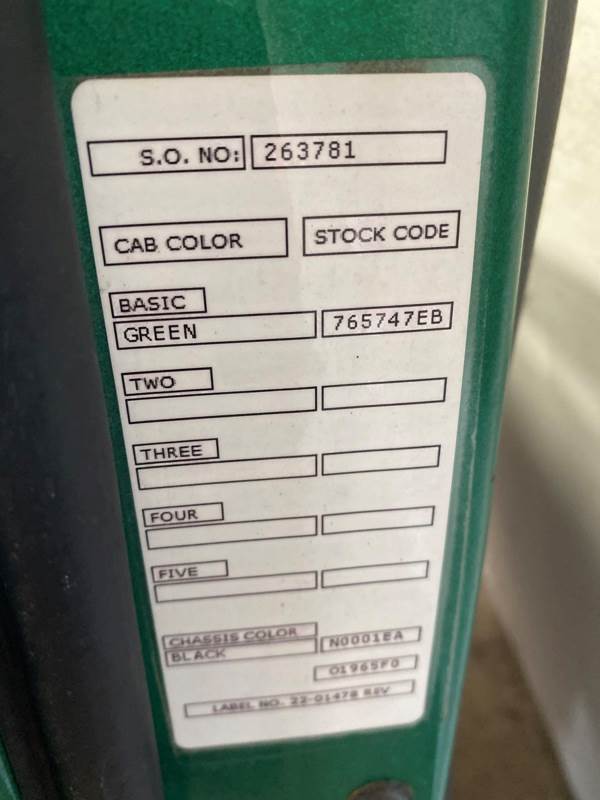 S.O. NO: 263781
CAB COLOR STOCK CODE
BASIC
GREEN 765747EB
TWO
THREE
FOUR
FIVE
CHASSIS COLOR
BLACK N0001EA
01965F0
LABEL NO. 22-01478 REV